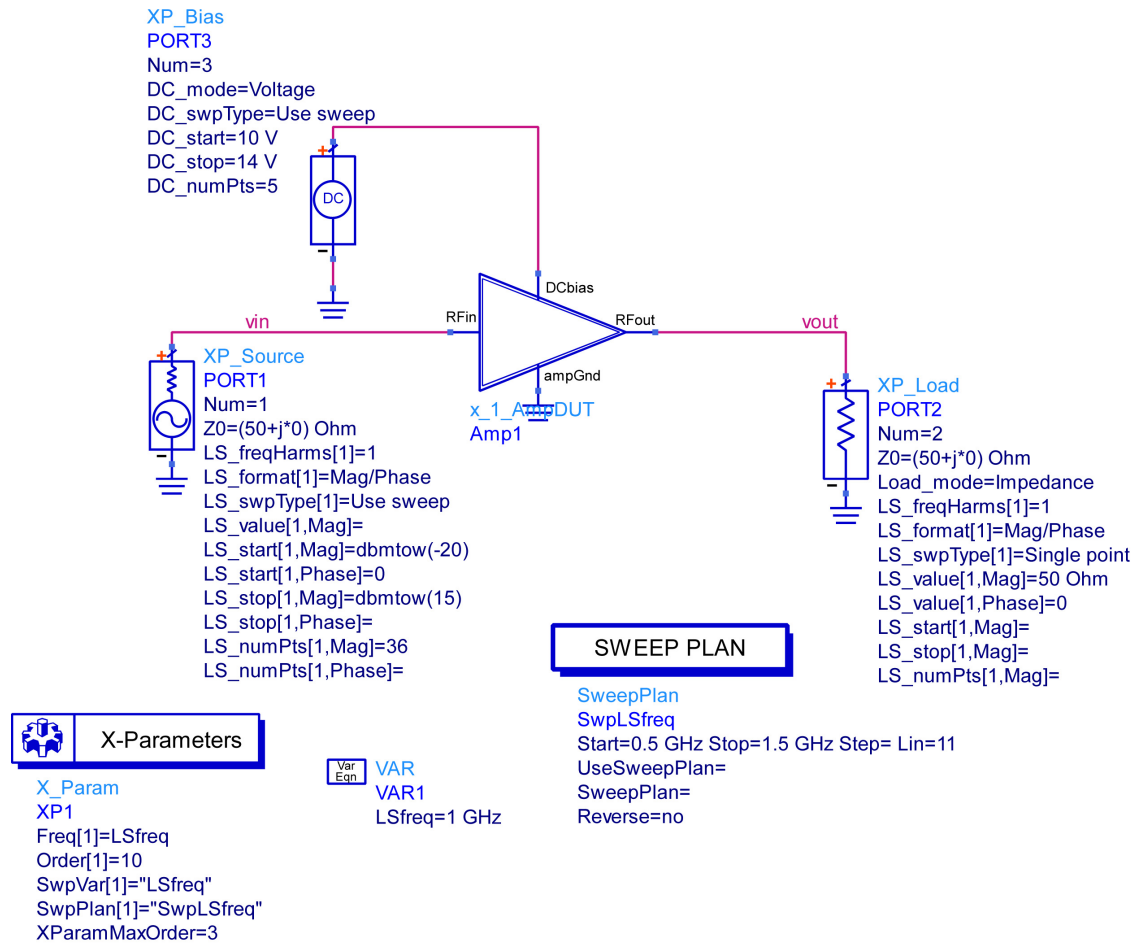 XP_Bias
PORT3
Num=3
DC_mode=Voltage
DC_swpType=Use sweep
DC_start=10 V
DC_stop=14 V
DC_numPts=5
+
DC
−
DCbias
RFin
RFout
ampGnd
x_1_AmpDUT
Amp1
vin
vout
+
−
XP_Source
PORT1
Num=1
Z0=(50+j*0) Ohm
LS_freqHarms[1]=1
LS_format[1]=Mag/Phase
LS_swpType[1]=Use sweep
LS_value[1,Mag]=
LS_start[1,Mag]=dbmtow(-20)
LS_start[1,Phase]=0
LS_stop[1,Mag]=dbmtow(15)
LS_stop[1,Phase]=
LS_numPts[1,Mag]=36
LS_numPts[1,Phase]=
+
−
XP_Load
PORT2
Num=2
Z0=(50+j*0) Ohm
Load_mode=Impedance
LS_freqHarms[1]=1
LS_format[1]=Mag/Phase
LS_swpType[1]=Single point
LS_value[1,Mag]=50 Ohm
LS_value[1,Phase]=0
LS_start[1,Mag]=
LS_stop[1,Mag]=
LS_numPts[1,Mag]=
SWEEP PLAN
SweepPlan
SwpLSfreq
Start=0.5 GHz Stop=1.5 GHz Step= Lin=11
UseSweepPlan=
SweepPlan=
Reverse=no
X-Parameters
X_Param
XP1
Freq[1]=LSfreq
Order[1]=10
SwpVar[1]="LSfreq"
SwpPlan[1]="SwpLSfreq"
XParamMaxOrder=3
Var
Eqn
VAR
VAR1
LSfreq=1 GHz